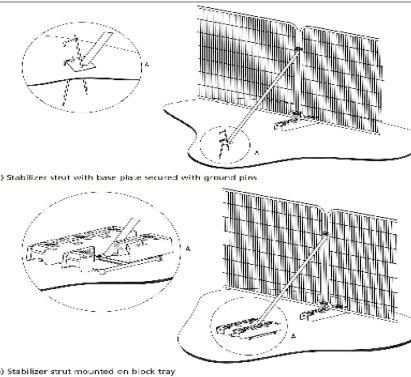 A
A
) Stabilizer strut with base plate secured with ground pins
A
A
) Stabilizer strut mounted on block tray